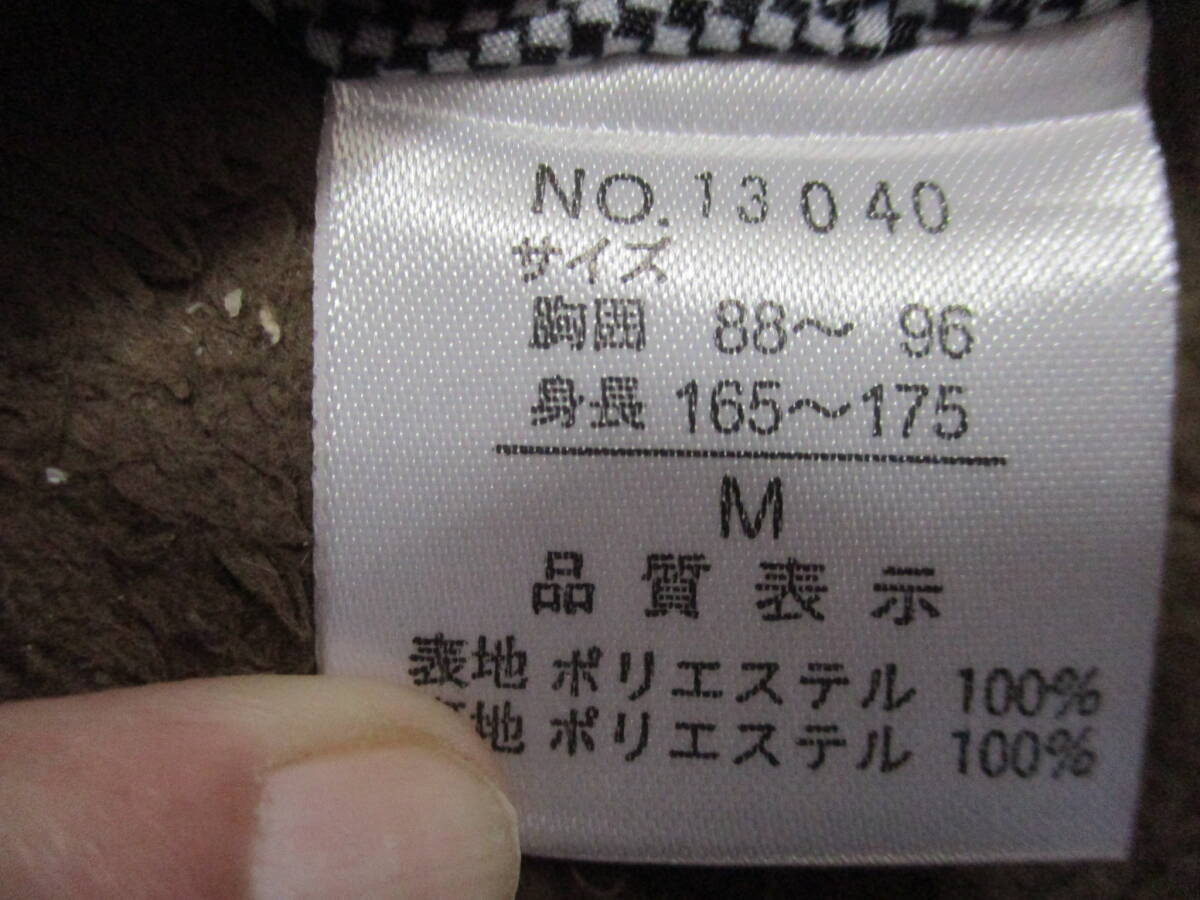 NO.13040
サイズ
胸囲 88～ 96
身長 165～175
M
品質表示
表地 ポリエステル 100%
地 ポリエステル 100%